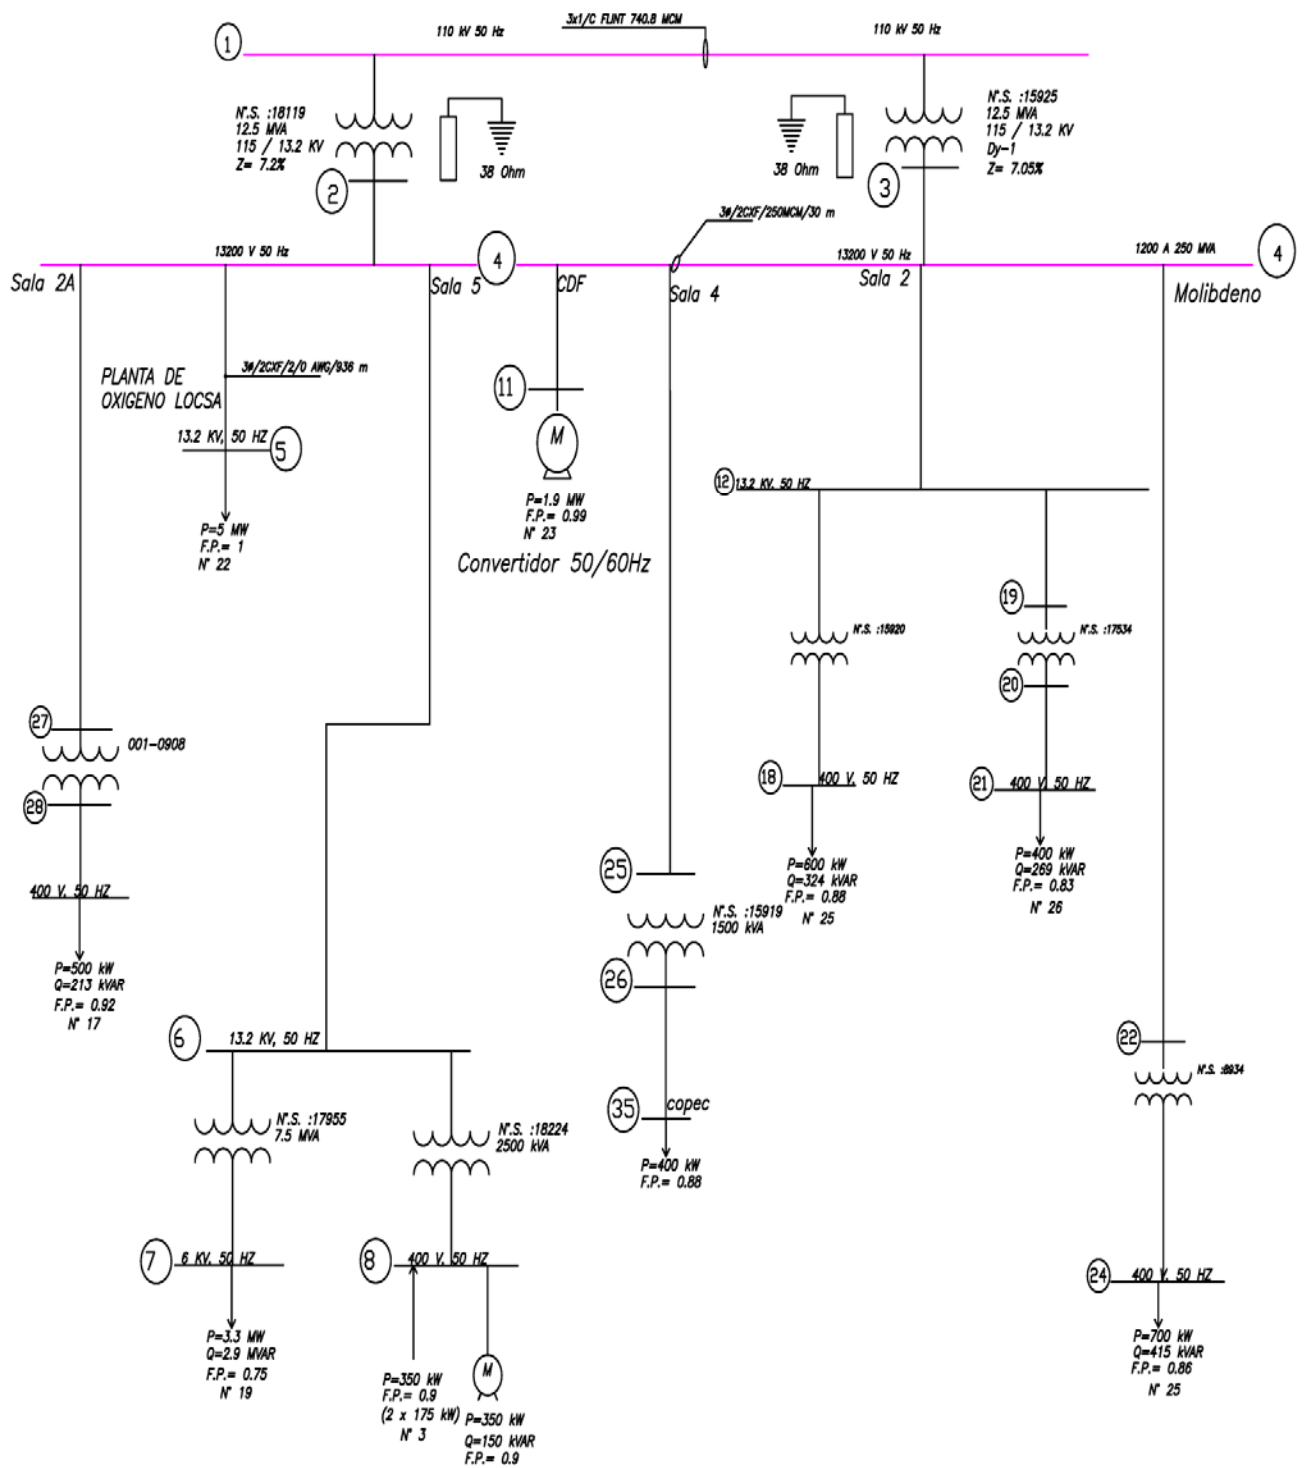 3x1/C FLINT 740.8 MCM
110 kV 50 Hz
110 kV 50 Hz
1
N°.S. :18119
12.5 MVA
115 / 13.2 KV
Z= 7.2%
38 Ohm
2
38 Ohm
N°.S. :15925
12.5 MVA
115 / 13.2 KV
Dy-1
Z= 7.05%
3
3ø/2CXF/250MCM/30 m
13200 V 50 Hz
4
13200 V 50 Hz
1200 A 250 MVA
4
Sala 2A
Sala 5
CDF
Sala 4
Sala 2
Molibdeno
PLANTA DE
OXIGENO LOCSA
3ø/2CXF/2/0 AWG/936 m
13.2 KV, 50 HZ
5
P=5 MW
F.P.= 1
N° 22
11
M
P=1.9 MW
F.P.= 0.99
N° 23
Convertidor 50/60Hz
12
13.2 KV, 50 HZ
N°.S. :15920
18
400 V, 50 HZ
P=600 kW
Q=324 kVAR
F.P.= 0.88
N° 25
19
N°.S. :17534
20
21
400 V, 50 HZ
P=400 kW
Q=269 kVAR
F.P.= 0.83
N° 26
27
001-0908
28
400 V, 50 HZ
P=500 kW
Q=213 kVAR
F.P.= 0.92
N° 17
25
N°.S. :15919
1500 kVA
26
35
copec
P=400 kW
F.P.= 0.88
6
13.2 KV, 50 HZ
N°.S. :17955
7.5 MVA
N°.S. :18224
2500 kVA
7
6 KV, 50 HZ
P=3.3 MW
Q=2.9 MVAR
F.P.= 0.75
N° 19
8
400 V, 50 HZ
P=350 kW
F.P.= 0.9
(2 x 175 kW)
N° 3
M
P=350 kW
Q=150 kVAR
F.P.= 0.9
22
N°.S. :8934
24
400 V, 50 HZ
P=700 kW
Q=415 kVAR
F.P.= 0.86
N° 25